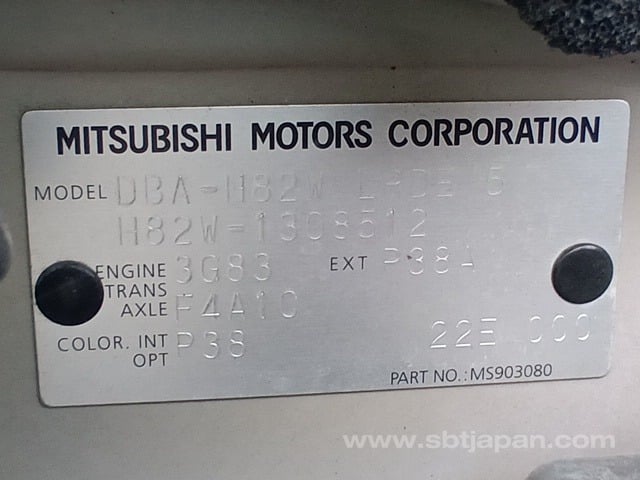 MITSUBISHI MOTORS CORPORATION
MODEL DBA-H82W
H82W-1308512
ENGINE 3G83 EXT P38A
TRANS
AXLE F4A10
COLOR. INT P38 22E 000
OPT
PART NO.:MS903080
www.sbtjapan.com